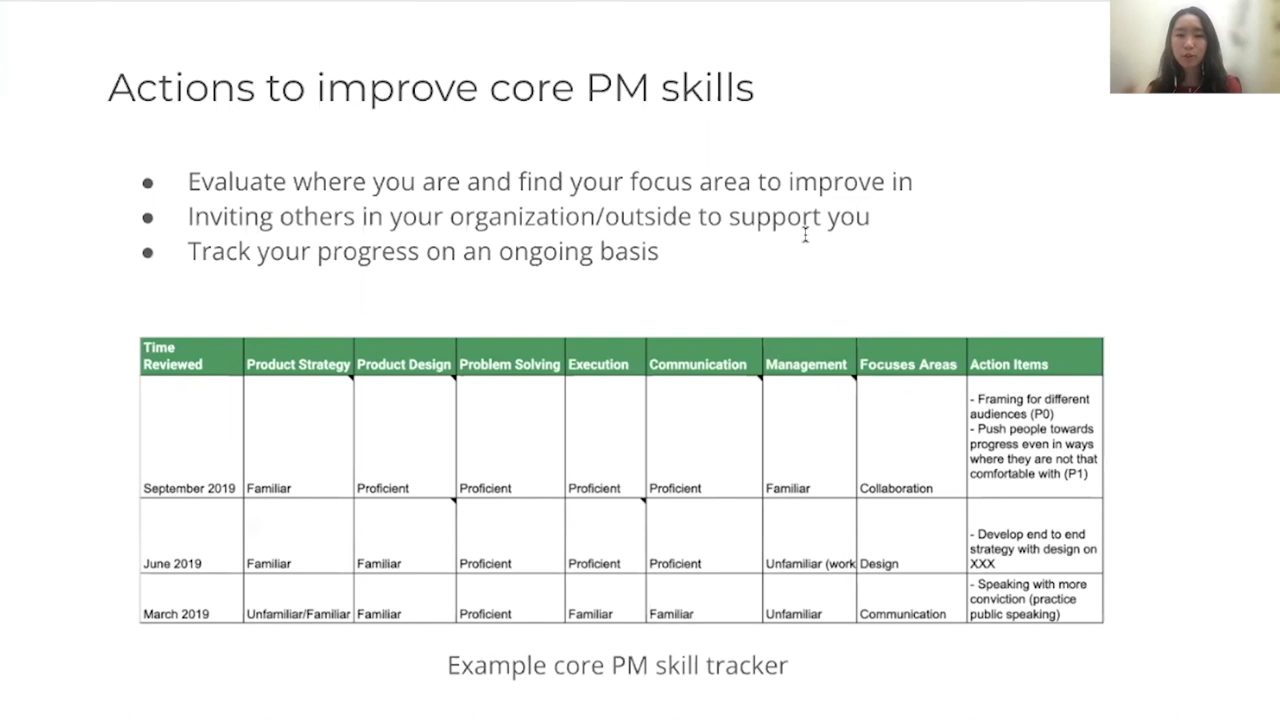 Actions to improve core PM skills
● Evaluate where you are and find your focus area to improve in
● Inviting others in your organization/outside to support you
● Track your progress on an ongoing basis
Time Reviewed Product Strategy Product Design Problem Solving Execution Communication Management Focuses Areas Action Items
September 2019 Familiar Proficient Proficient Proficient Proficient Familiar Collaboration
- Framing for different
audiences (P0)
- Push people towards
progress even in ways
where they are not that
comfortable with (P1)
June 2019 Familiar Familiar Proficient Proficient Proficient Unfamiliar (work Design
- Develop end to end
strategy with design on
XXX
March 2019 Unfamiliar/Familiar Familiar Proficient Familiar Familiar Unfamiliar Communication
- Speaking with more
conviction (practice
public speaking)
Example core PM skill tracker